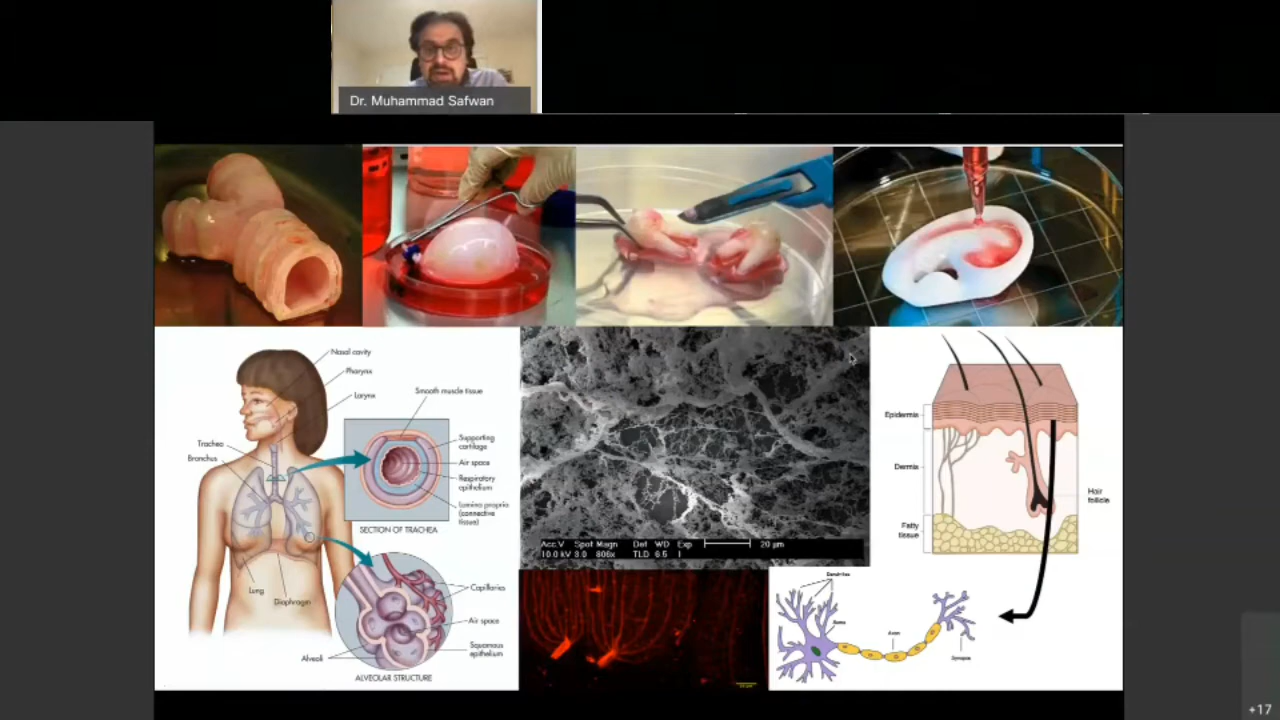 Dr. Muhammad Safwan
Nasal cavity
Pharynx
Larynx
Trachea
Bronchus
Lung
Diaphragm
Smooth muscle tissue
Supporting
cartilage
Air space
Respiratory
epithelium
Lamina propria
(connective
tissue)
SECTION OF TRACHEA
Capillaries
Air space
Squamous
epithelium
Alveoli
ALVEOLAR STRUCTURE
Acc.V Spot Magn Det WD Exp 20 µm
10.0 kV 3.0 806x TLD 6.5 1
Epidermis
Dermis
Fatty
tissue
Hair
follicle
Dendrites
Soma
Axon
Synapse
+17